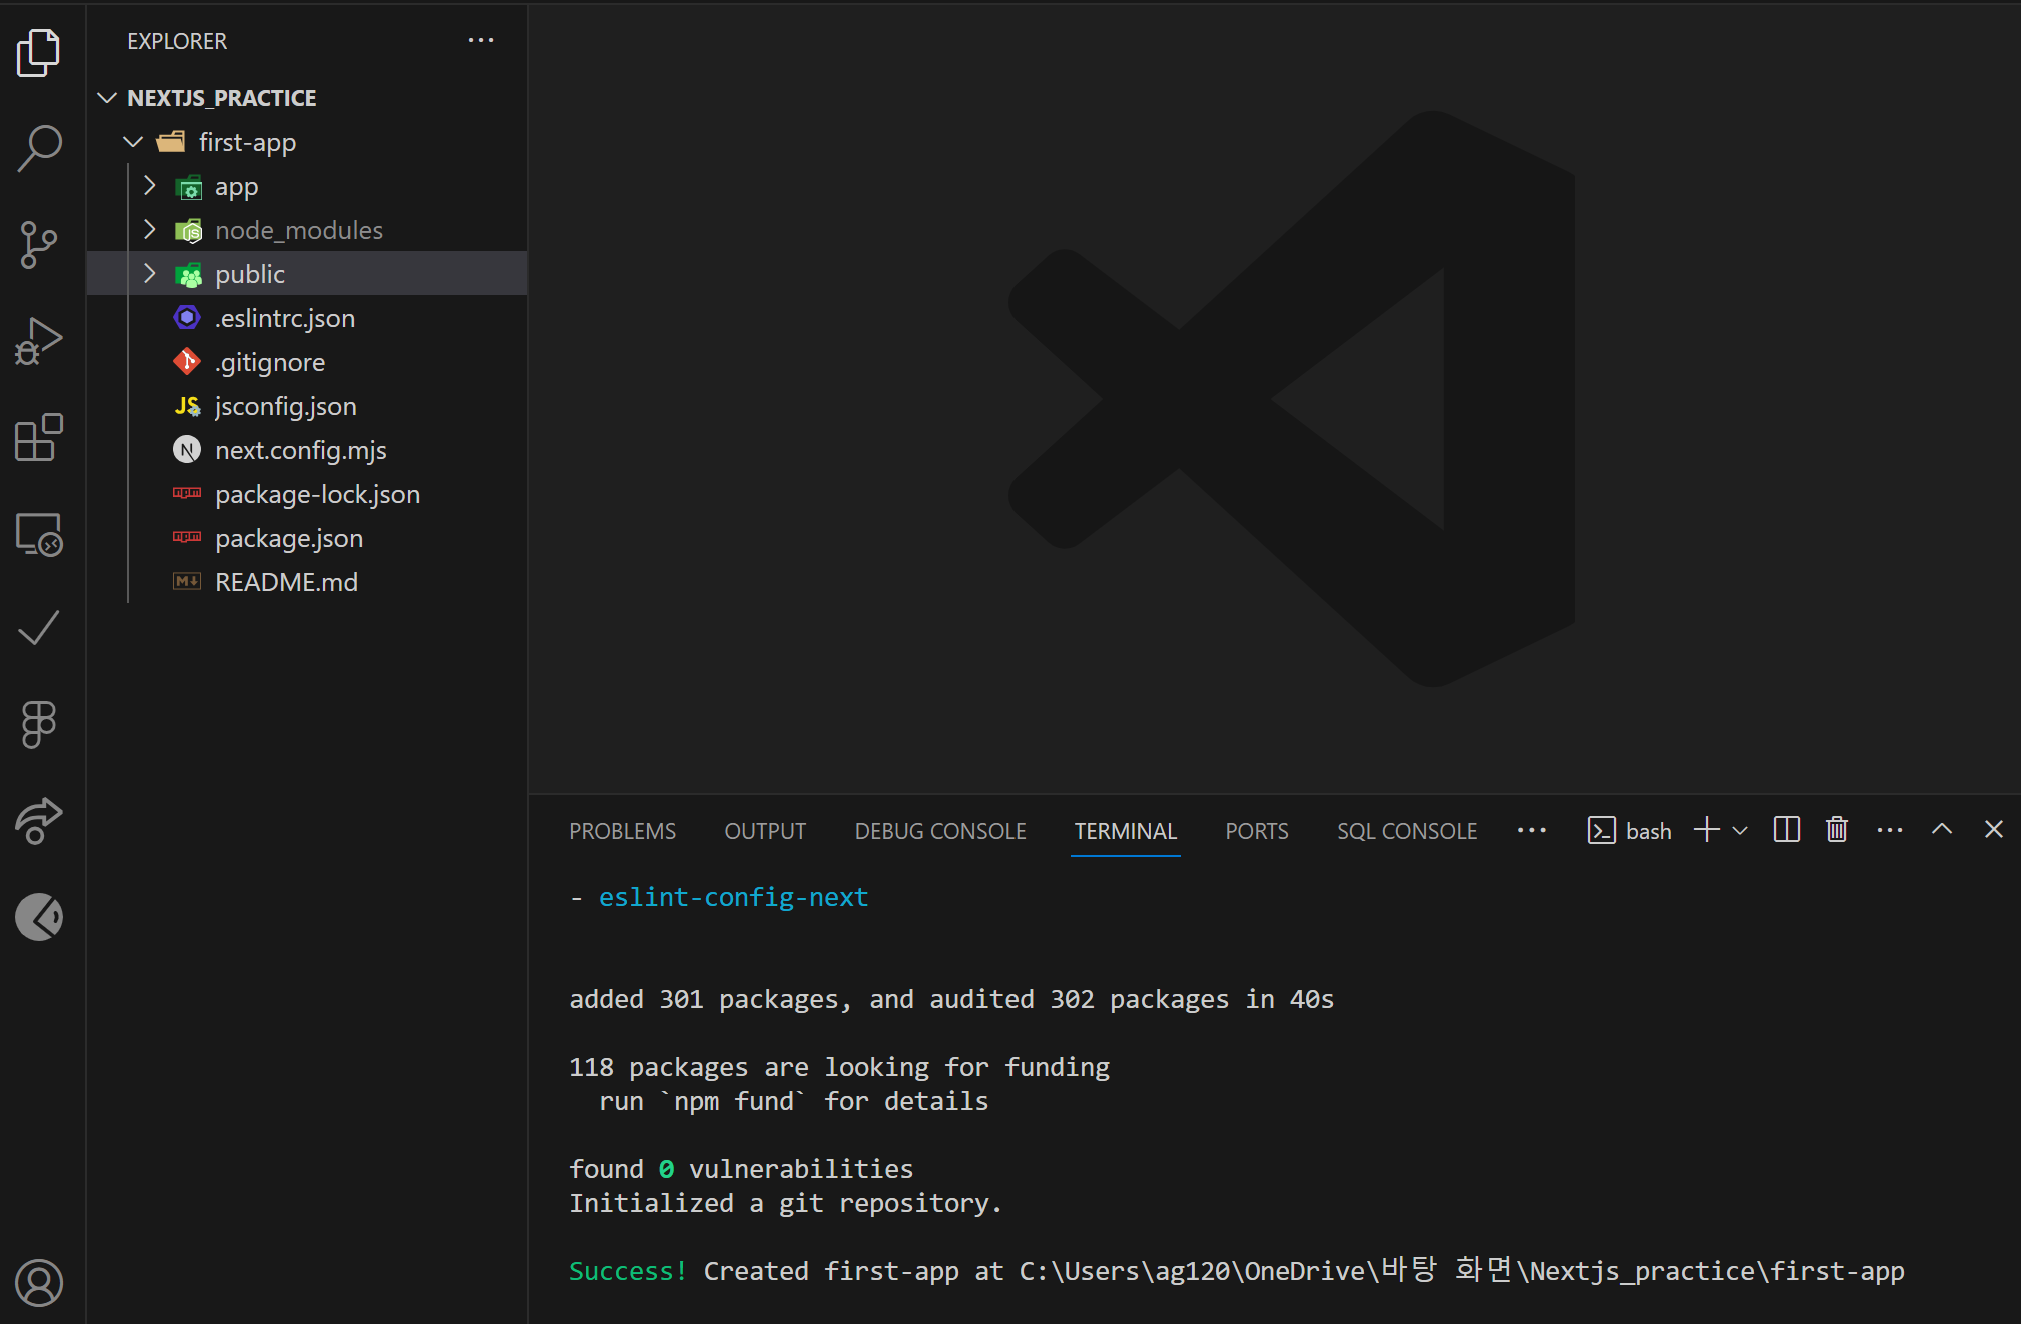 EXPLORER
NEXTJS_PRACTICE
first-app
app
node_modules
public
.eslintrc.json
.gitignore
jsconfig.json
next.config.mjs
package-lock.json
package.json
README.md
PROBLEMS OUTPUT DEBUG CONSOLE TERMINAL PORTS SQL CONSOLE bash
- eslint-config-next
added 301 packages, and audited 302 packages in 40s
118 packages are looking for funding
run `npm fund` for details
found 0 vulnerabilities
Initialized a git repository.
Success! Created first-app at C:\Users\ag120\OneDrive\바탕 화면\Nextjs_practice\first-app